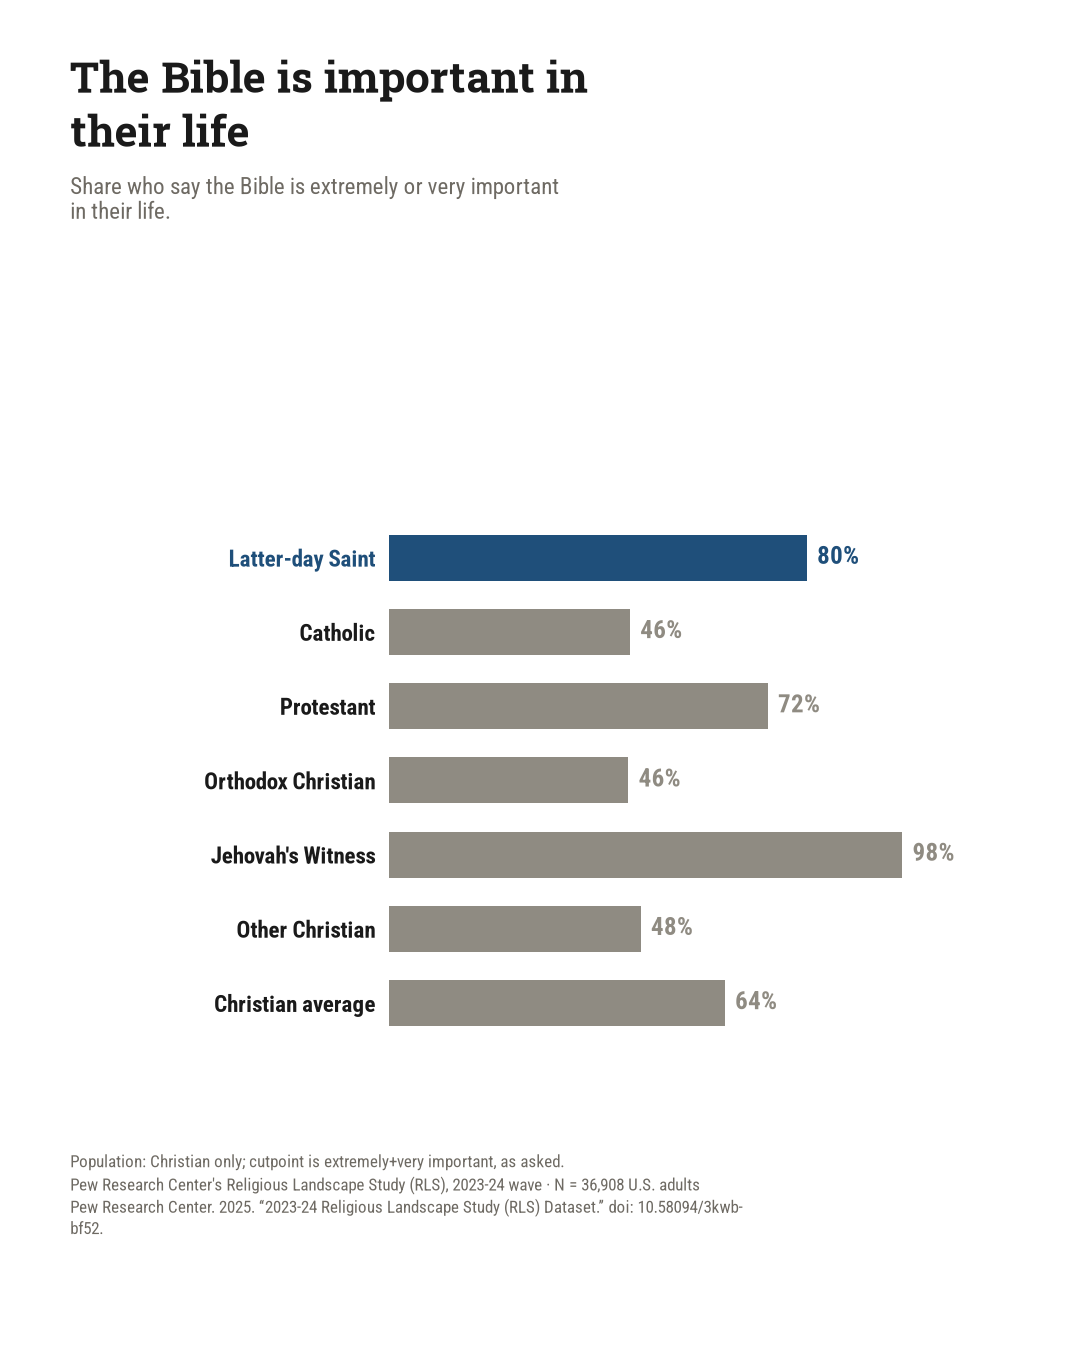 The Bible is important in
their life
Share who say the Bible is extremely or very important
in their life.
Latter-day Saint 80%
Catholic 46%
Protestant 72%
Orthodox Christian 46%
Jehovah's Witness 98%
Other Christian 48%
Christian average 64%
Population: Christian only; cutpoint is extremely+very important, as asked.
Pew Research Center's Religious Landscape Study (RLS), 2023-24 wave · N = 36,908 U.S. adults
Pew Research Center. 2025. “2023-24 Religious Landscape Study (RLS) Dataset.” doi: 10.58094/3kwb-
bf52.